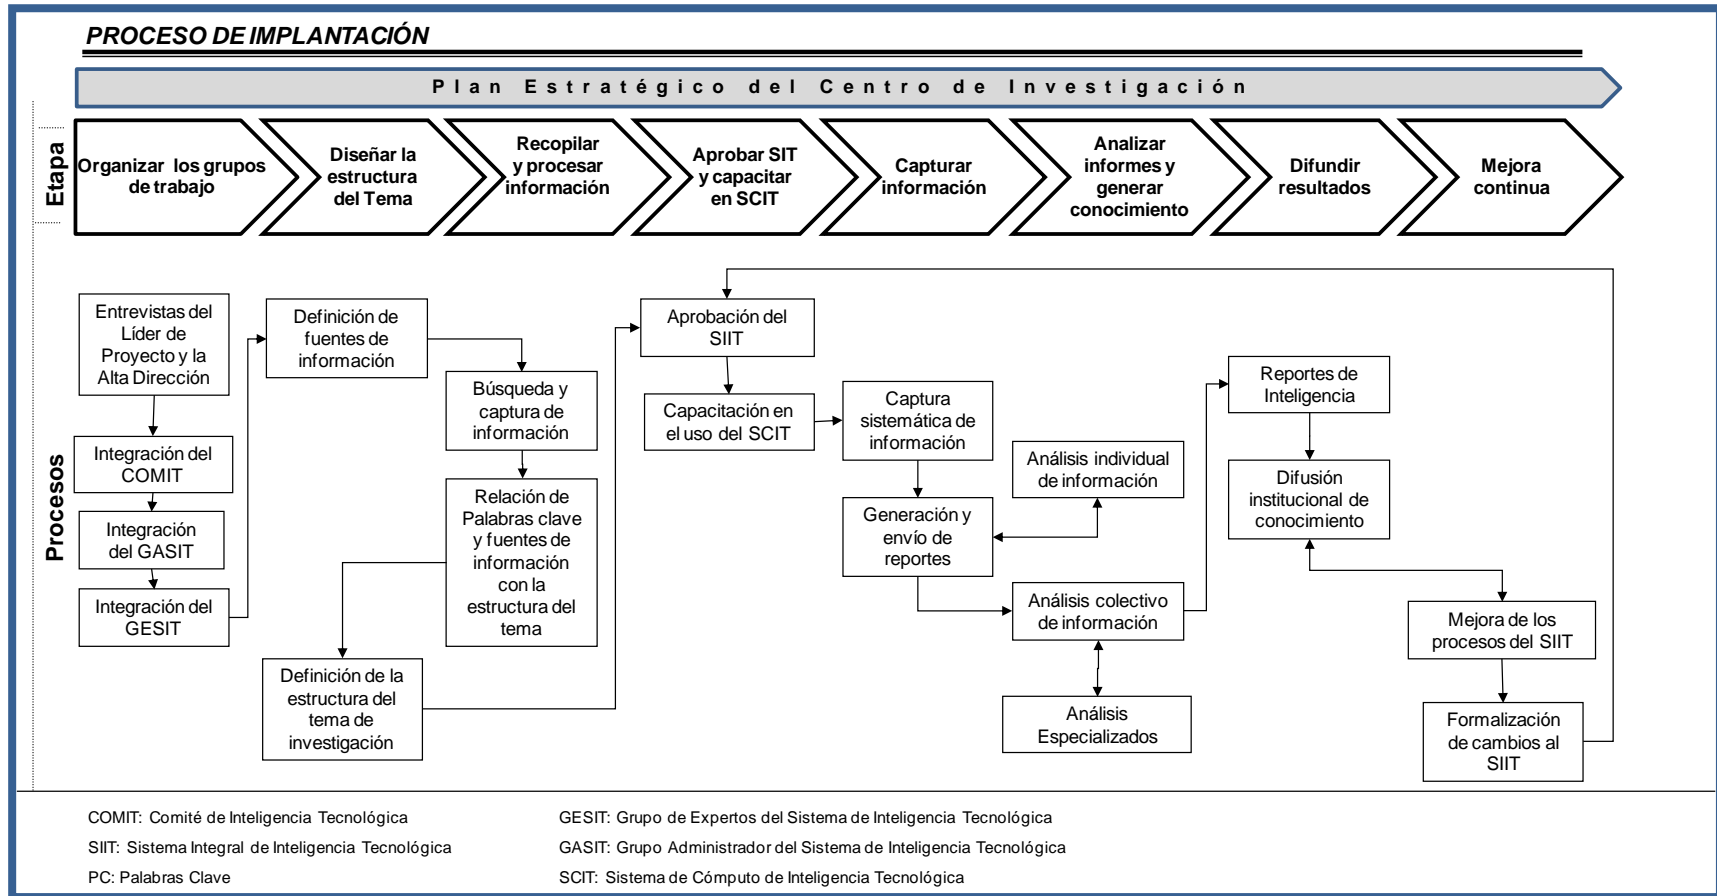 PROCESO DE IMPLANTACIÓN
Plan Estratégico del Centro de Investigación
Etapa
Organizar los grupos
de trabajo
Diseñar la
estructura
del Tema
Recopilar
y procesar
información
Aprobar SIT
y capacitar
en SCIT
Capturar
información
Analizar
informes y
generar
conocimiento
Difundir
resultados
Mejora
continua
Procesos
Entrevistas del
Líder de
Proyecto y la
Alta Dirección
Integración del
COMIT
Integración
del GASIT
Integración del
GESIT
Definición de
fuentes de
información
Búsqueda y
captura de
información
Relación de
Palabras clave
y fuentes de
información
con la
estructura del
tema
Definición de la
estructura del
tema de
investigación
Aprobación del
SIIT
Capacitación en
el uso del SCIT
Captura
sistemática de
información
Generación y
envío de
reportes
Análisis individual
de información
Análisis colectivo
de información
Análisis
Especializados
Reportes de
Inteligencia
Difusión
institucional de
conocimiento
Mejora de los
procesos del SIIT
Formalización
de cambios al
SIIT
COMIT: Comité de Inteligencia Tecnológica
SIIT: Sistema Integral de Inteligencia Tecnológica
PC: Palabras Clave
GESIT: Grupo de Expertos del Sistema de Inteligencia Tecnológica
GASIT: Grupo Administrador del Sistema de Inteligencia Tecnológica
SCIT: Sistema de Cómputo de Inteligencia Tecnológica